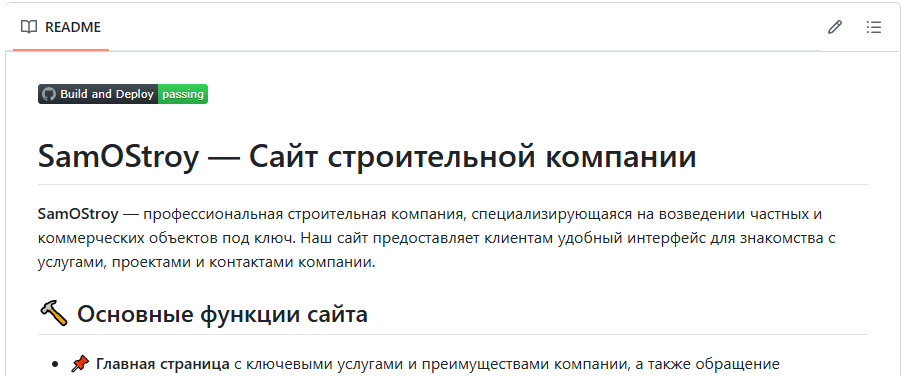 README
Build and Deploy passing
SamOStroy — Сайт строительной компании
SamOStroy — профессиональная строительная компания, специализирующаяся на возведении частных и
коммерческих объектов под ключ. Наш сайт предоставляет клиентам удобный интерфейс для знакомства с
услугами, проектами и контактами компании.
🔨 Основные функции сайта
• 📌 Главная страница с ключевыми услугами и преимуществами компании, а также обращение